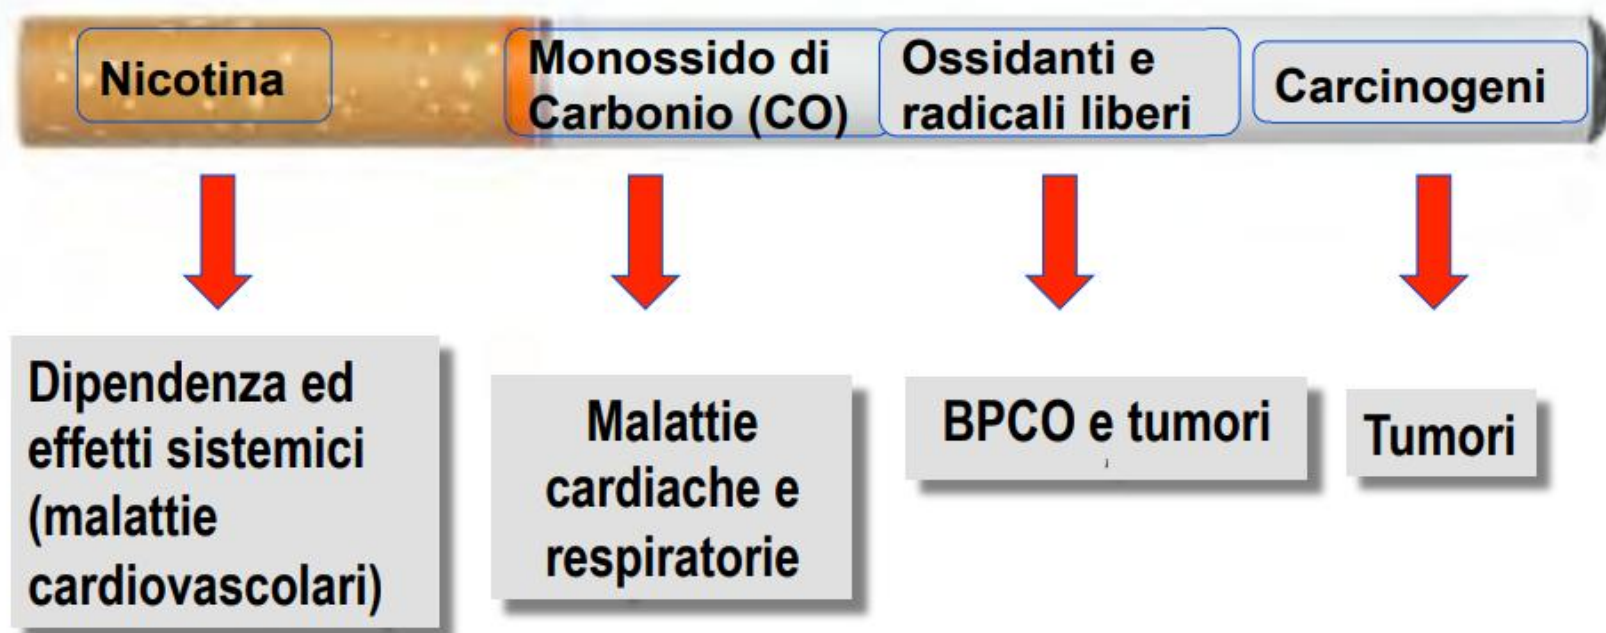 Nicotina
Monossido di
Carbonio (CO)
Ossidanti e
radicali liberi
Carcinogeni
Dipendenza ed
effetti sistemici
(malattie
cardiovascolari)
Malattie
cardiache e
respiratorie
BPCO e tumori
Tumori